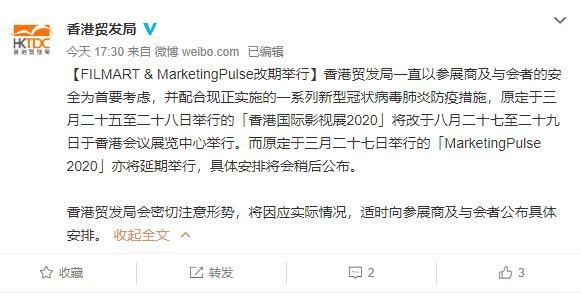 香港贸发局
今天 17:30 来自 微博 weibo.com 已编辑
HKTDC
香港贸发局
【FILMART & MarketingPulse改期举行】香港贸发局一直以参展商及与会者的安
全为首要考虑，并配合现正实施的一系列新型冠状病毒肺炎防疫措施，原定于三
月二十五至二十八日举行的「香港国际影视展2020」将改于八月二十七至二十九
日于香港会议展览中心举行。而原定于三月二十七日举行的「MarketingPulse
2020」亦将延期举行，具体安排将会稍后公布。
香港贸发局会密切注意形势，将因应实际情况，适时向参展商及与会者公布具体
安排。 收起全文
收藏 转发 2 3